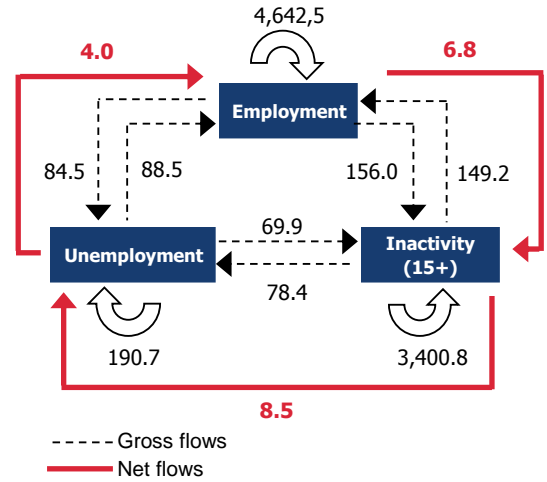 4,642,5
4.0
6.8
Employment
84.5
88.5
156.0
149.2
69.9
Unemployment
Inactivity
(15+)
78.4
190.7
3,400.8
8.5
Gross flows
Net flows